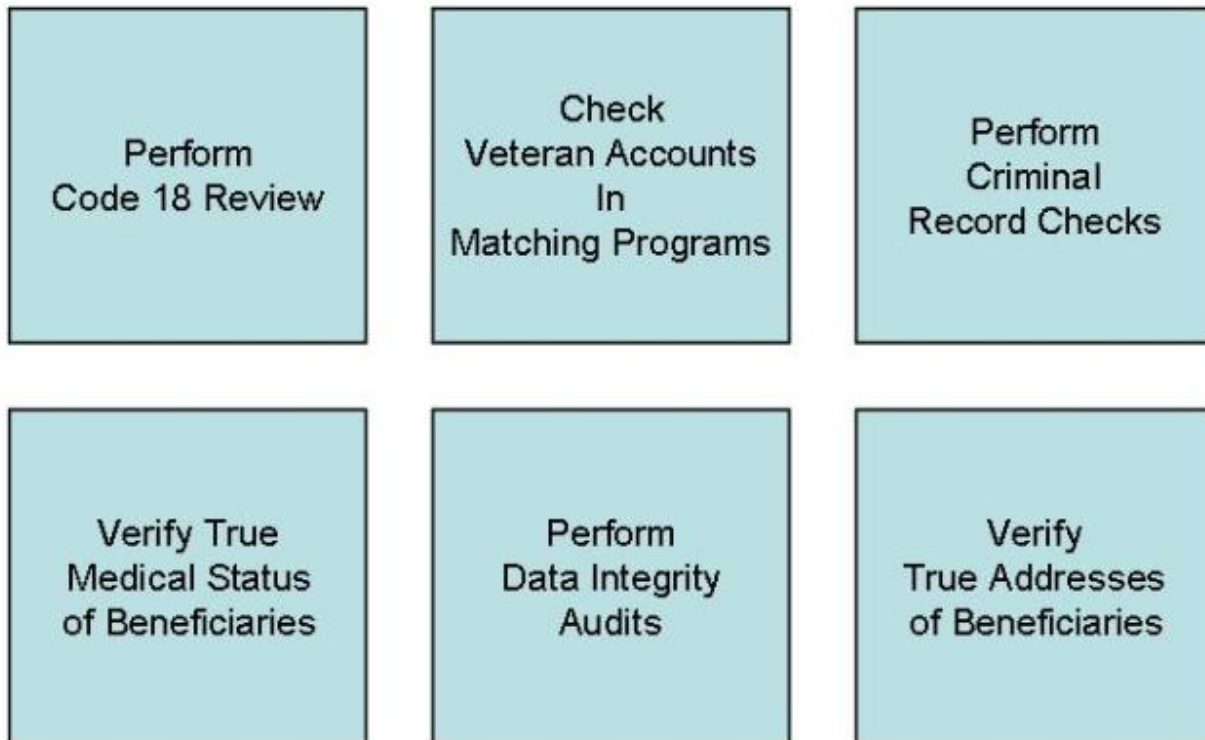 Perform
Code 18 Review
Check
Veteran Accounts
In
Matching Programs
Perform
Criminal
Record Checks
Verify True
Medical Status
of Beneficiaries
Perform
Data Integrity
Audits
Verify
True Addresses
of Beneficiaries